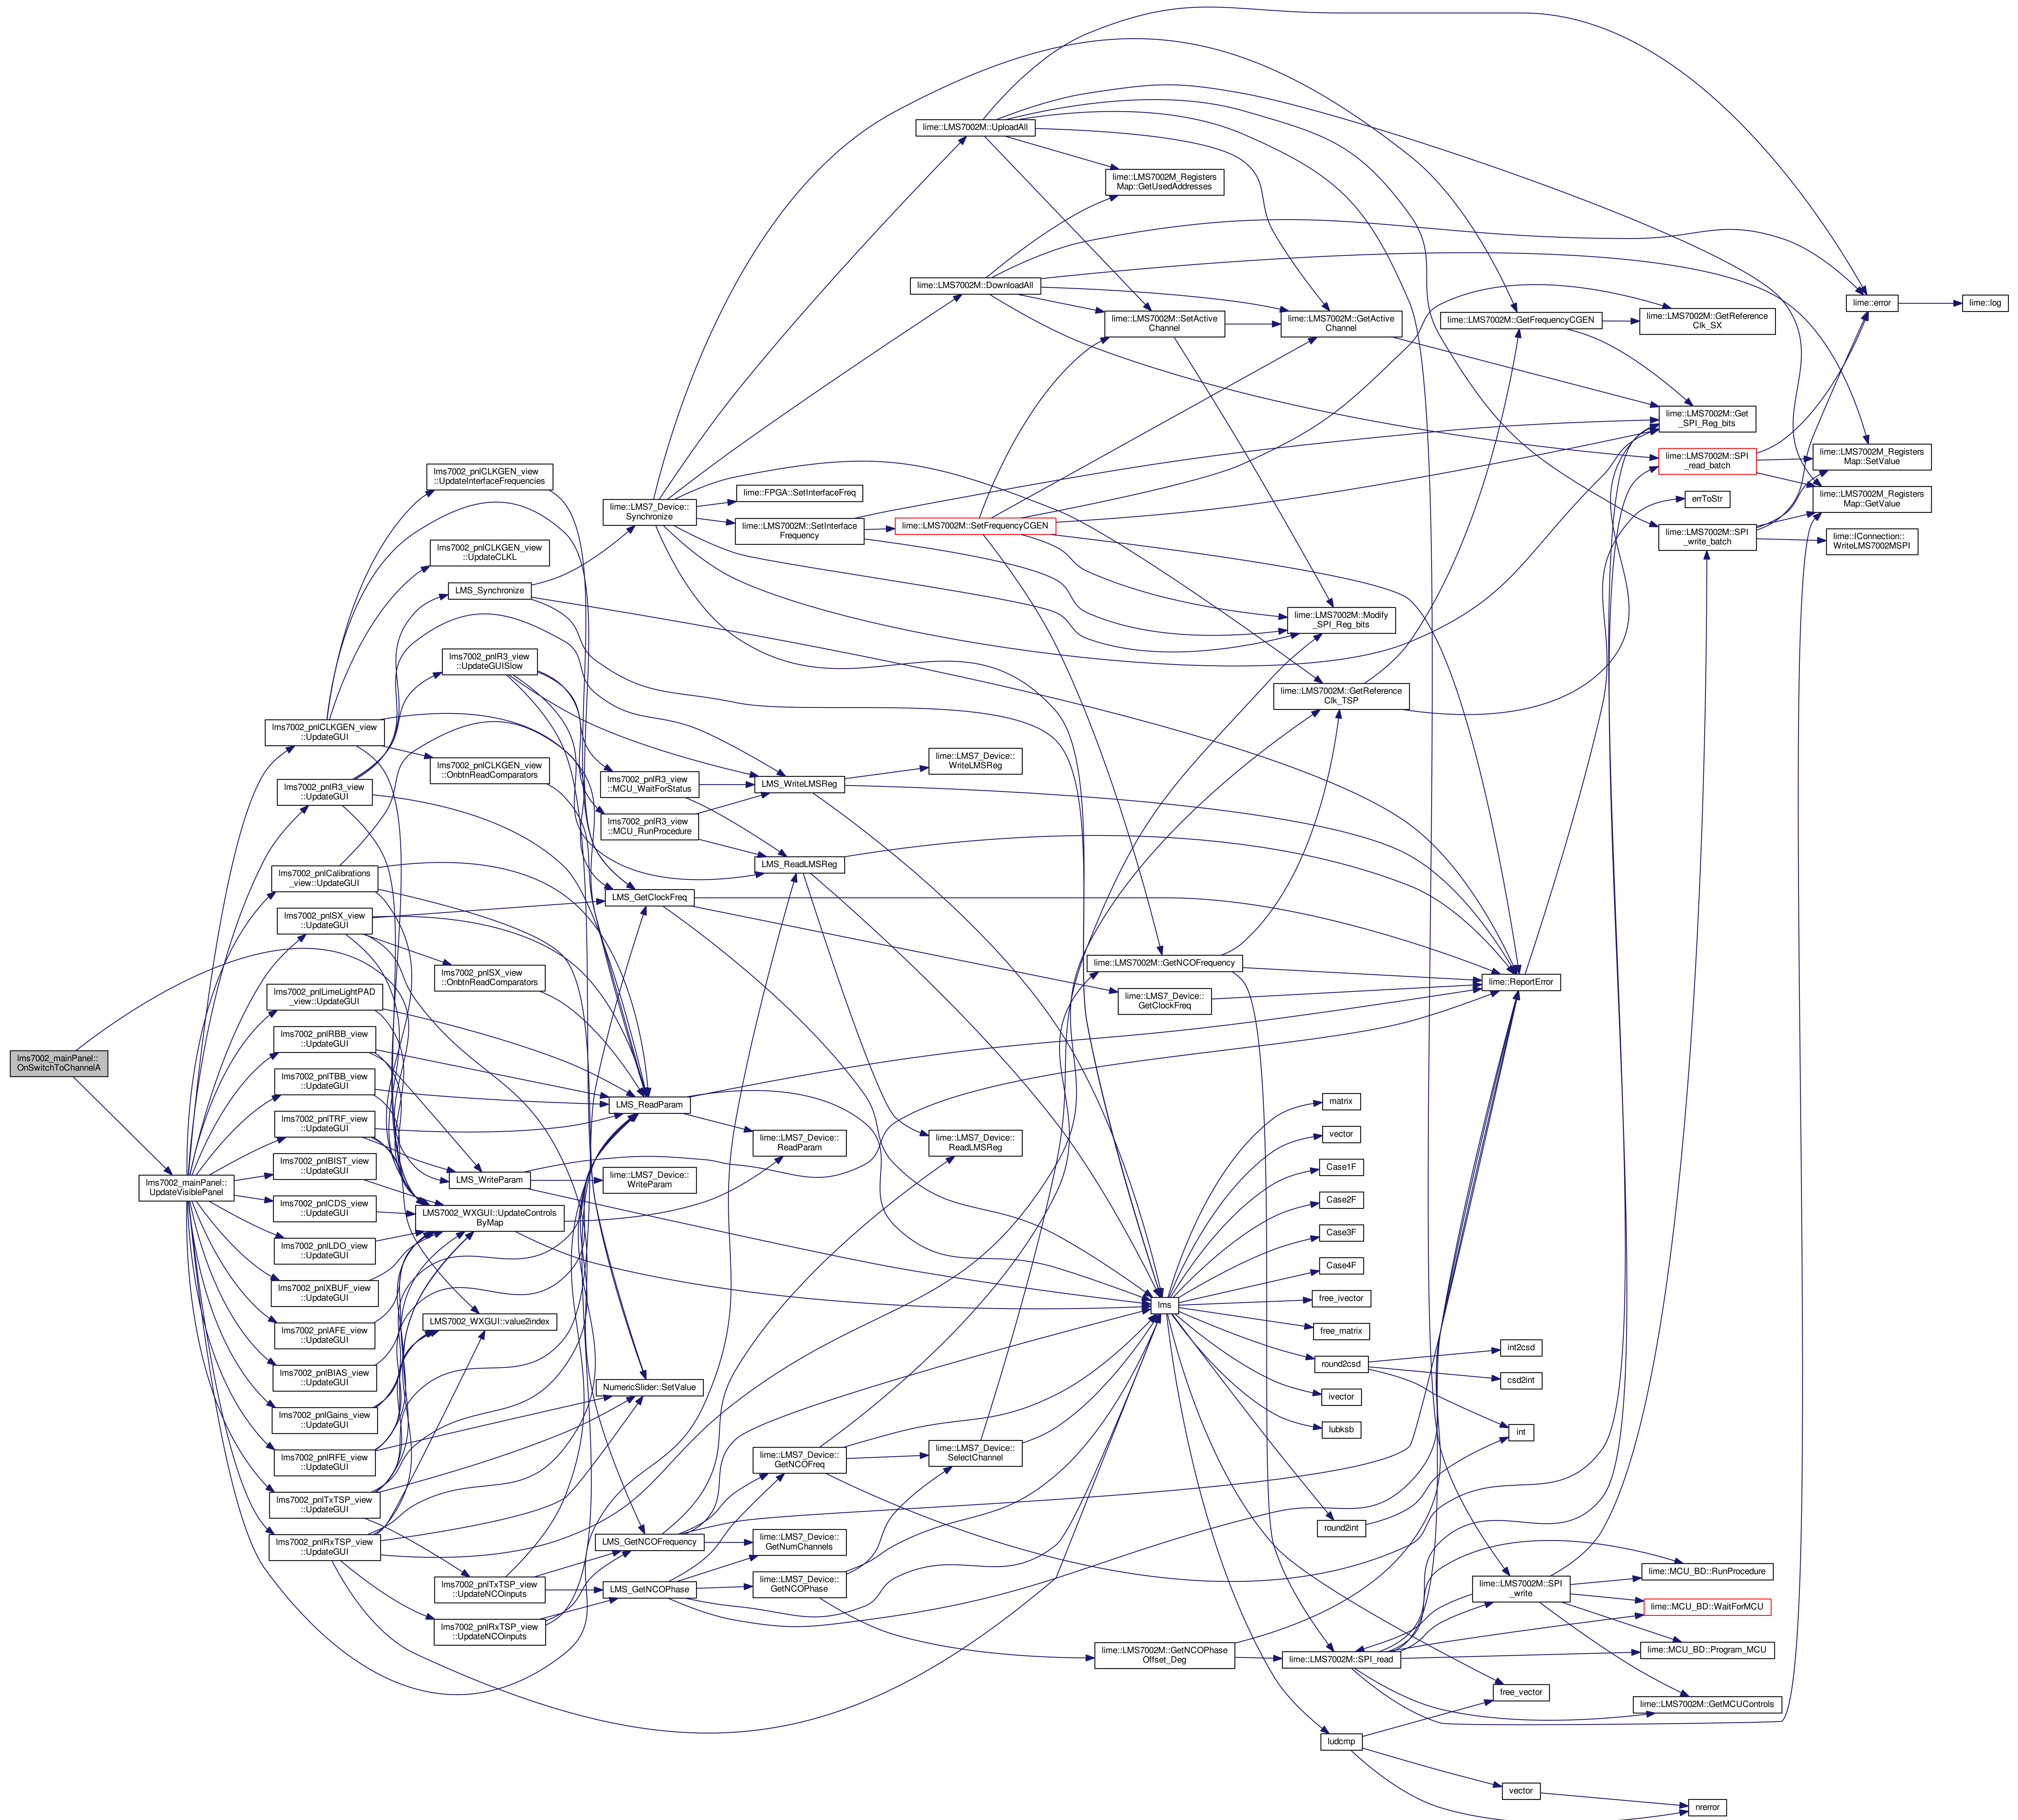 lms7002_mainPanel::
OnSwitchToChannelA
lms7002_mainPanel::
UpdateVisiblePanel
lms7002_pnlCLKGEN_view
::UpdateGUI
lms7002_pnlR3_view
::UpdateGUI
lms7002_pnlCalibrations
_view::UpdateGUI
lms7002_pnlSX_view
::UpdateGUI
lms7002_pnlLimeLightPAD
_view::UpdateGUI
lms7002_pnlRBB_view
::UpdateGUI
lms7002_pnlTBB_view
::UpdateGUI
lms7002_pnlTRF_view
::UpdateGUI
lms7002_pnlBIST_view
::UpdateGUI
lms7002_pnlCDS_view
::UpdateGUI
lms7002_pnlLDO_view
::UpdateGUI
lms7002_pnlXBUF_view
::UpdateGUI
lms7002_pnlAFE_view
::UpdateGUI
lms7002_pnlBIAS_view
::UpdateGUI
lms7002_pnlGains_view
::UpdateGUI
lms7002_pnlRFE_view
::UpdateGUI
lms7002_pnlTxTSP_view
::UpdateGUI
lms7002_pnlRxTSP_view
::UpdateGUI
lms7002_pnlCLKGEN_view
::UpdateInterfaceFrequencies
lms7002_pnlCLKGEN_view
::UpdateCLKL
LMS_Synchronize
lms7002_pnlR3_view
::UpdateGUISlow
lms7002_pnlCLKGEN_view
::OnbtnReadComparators
lms7002_pnlSX_view
::OnbtnReadComparators
LMS_WriteParam
LMS7002_WXGUI::UpdateControls
ByMap
LMS7002_WXGUI::value2index
lms7002_pnlTxTSP_view
::UpdateNCOinputs
lms7002_pnlRxTSP_view
::UpdateNCOinputs
lime::LMS7_Device::
Synchronize
lms7002_pnlR3_view
::MCU_WaitForStatus
lms7002_pnlR3_view
::MCU_RunProcedure
LMS_GetClockFreq
LMS_ReadParam
lime::LMS7_Device::
WriteParam
NumericSlider::SetValue
LMS_GetNCOFrequency
LMS_GetNCOPhase
lime::FPGA::SetInterfaceFreq
lime::LMS7002M::SetInterface
Frequency
LMS_WriteLMSReg
LMS_ReadLMSReg
lime::LMS7_Device::
ReadParam
lime::LMS7_Device::
GetNCOFreq
lime::LMS7_Device::
GetNumChannels
lime::LMS7_Device::
GetNCOPhase
lime::LMS7002M::UploadAll
lime::LMS7002M::DownloadAll
lime::LMS7002M::SetFrequencyCGEN
lime::LMS7_Device::
WriteLMSReg
lime::LMS7_Device::
ReadLMSReg
lime::LMS7_Device::
SelectChannel
lime::LMS7002M_Registers
Map::GetUsedAddresses
lime::LMS7002M::SetActive
Channel
lime::LMS7002M::GetNCOFrequency
lime::LMS7_Device::
GetClockFreq
lms
lime::LMS7002M::GetNCOPhase
Offset_Deg
lime::LMS7002M::GetActive
Channel
lime::LMS7002M::Modify
_SPI_Reg_bits
lime::LMS7002M::GetReference
Clk_TSP
matrix
vector
Case1F
Case2F
Case3F
Case4F
free_ivector
free_matrix
round2csd
ivector
lubksb
round2int
lime::LMS7002M::SPI_read
ludcmp
lime::LMS7002M::GetFrequencyCGEN
lime::ReportError
int2csd
csd2int
int
lime::LMS7002M::SPI
_write
free_vector
vector
lime::LMS7002M::GetReference
Clk_SX
lime::LMS7002M::Get
_SPI_Reg_bits
lime::LMS7002M::SPI
_read_batch
errToStr
lime::LMS7002M::SPI
_write_batch
lime::MCU_BD::RunProcedure
lime::MCU_BD::WaitForMCU
lime::MCU_BD::Program_MCU
lime::LMS7002M::GetMCUControls
nrerror
lime::error
lime::LMS7002M_Registers
Map::SetValue
lime::LMS7002M_Registers
Map::GetValue
lime::IConnection::
WriteLMS7002MSPI
lime::log